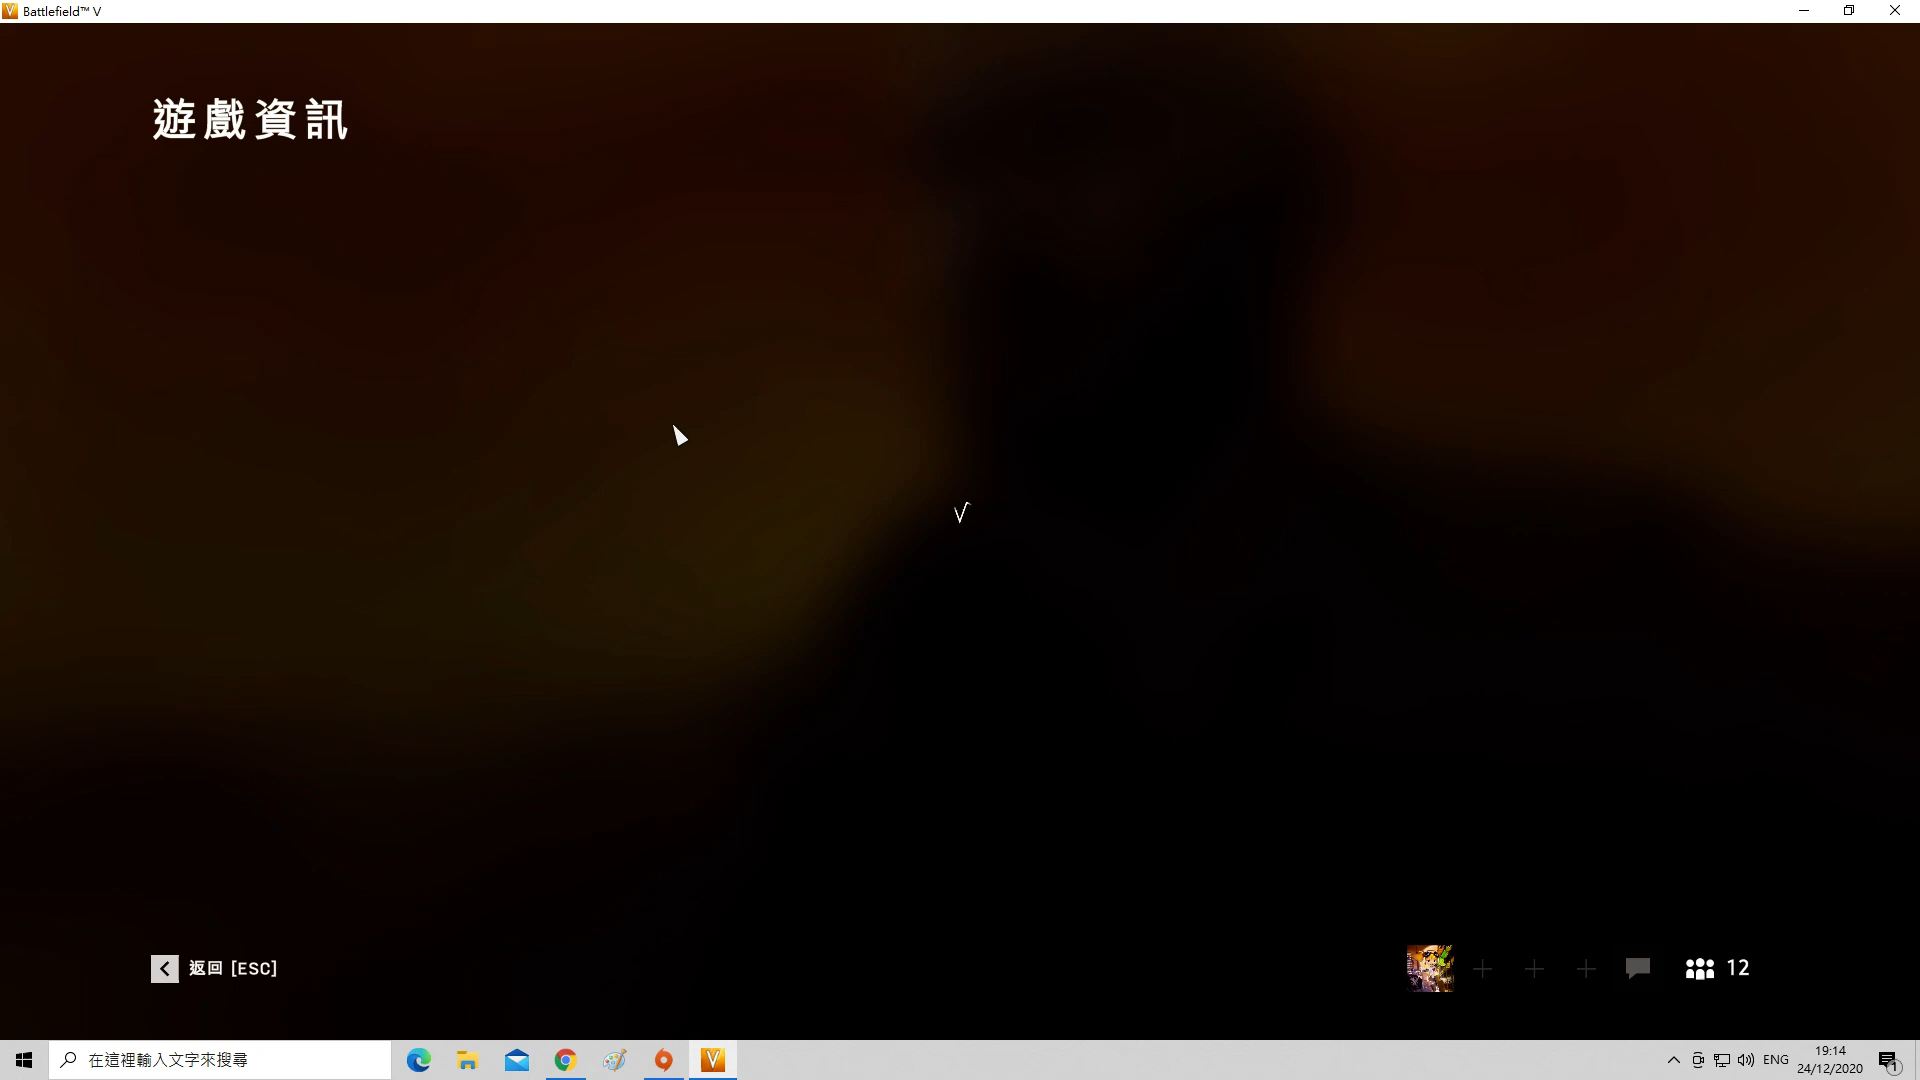 Battlefield™ V
遊戲資訊
返回 [ESC]
12
在這裡輸入文字來搜尋
ENG
19:14
24/12/2020
1